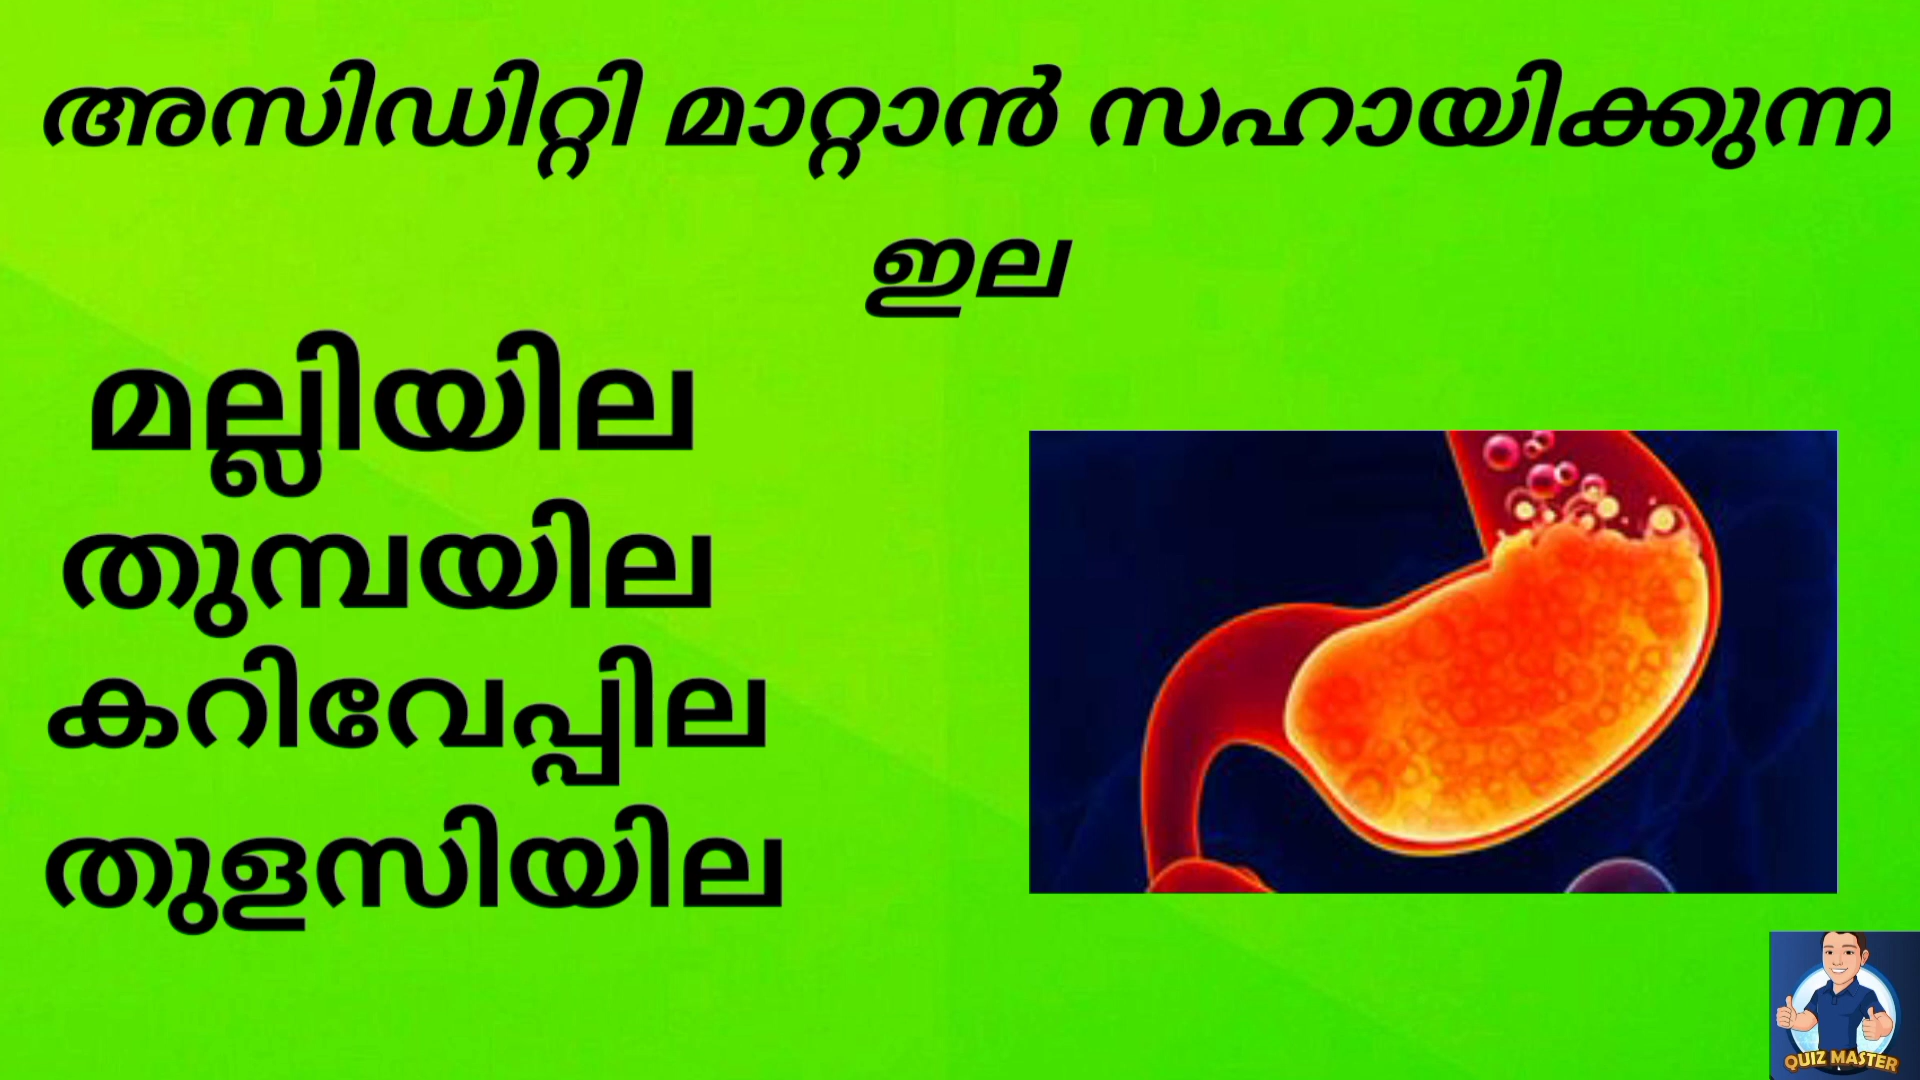 അസിഡിറ്റി മാറ്റാൻ സഹായിക്കുന്ന
ഇല
മല്ലിയില
തുമ്പയില
കറിവേപ്പില
തുളസിയില
QUIZ MASTER